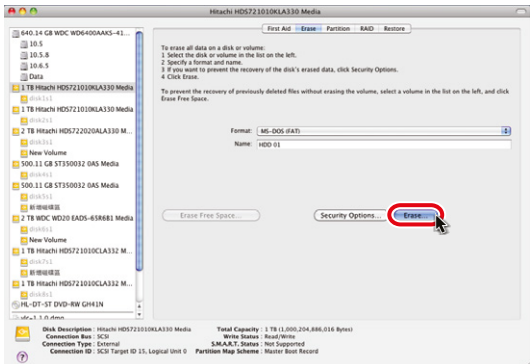 Hitachi HDS721010KLA330 Media
640.14 GB WDC WD6400AAKS-41...
10.5
10.5.8
10.6.5
Data
1 TB Hitachi HDS721010KLA330 Media
disk1s1
1 TB Hitachi HDS721010KLA330 Media
disk2s1
2 TB Hitachi HDS722020ALA330 M...
disk3s1
New Volume
500.11 GB ST350032 0AS Media
disk4s1
500.11 GB ST350032 0AS Media
disk5s1
新增磁碟區
2 TB WDC WD20 EADS-65R6B1 Media
disk6s1
New Volume
1 TB Hitachi HDS721010CLA332 M...
disk7s1
新增磁碟區
1 TB Hitachi HDS721010CLA332 M...
disk8s1
HL-DT-ST DVD-RW GH41N
First Aid Erase Partition RAID Restore
To erase all data on a disk or volume:
1 Select the disk or volume in the list on the left.
2 Specify a format and name.
3 If you want to prevent the recovery of the disk's erased data, click Security Options.
4 Click Erase.
To prevent the recovery of previously deleted files without erasing the volume, select a volume in the list on the left, and click
Erase Free Space.
Format: MS-DOS (FAT)
Name: HDD 01
Erase Free Space... Security Options... Erase...
Disk Description : Hitachi HDS721010KLA330 Media Total Capacity : 1 TB (1,000,204,886,016 Bytes)
Connection Bus : SCSI Write Status : Read/Write
Connection Type : External S.M.A.R.T. Status : Not Supported
Connection ID : SCSI Target ID 15, Logical Unit 0 Partition Map Scheme : Master Boot Record
?